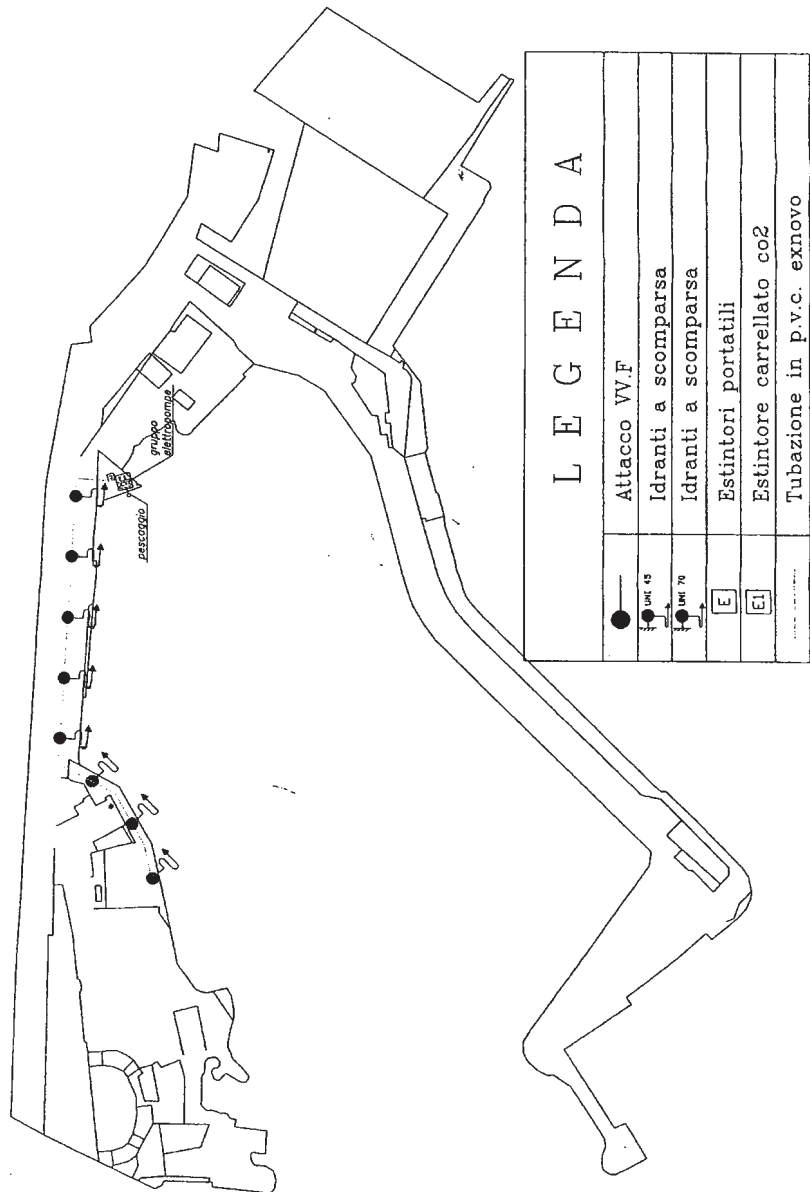 gruppo
elettropompe
pescaggio
L E G E N D A
Attacco VV.F
UNI 45
Idranti a scomparsa
UNI 70
Idranti a scomparsa
E
Estintori portatili
E1
Estintore carrellato co2
Tubazione in p.v.c. exnovo